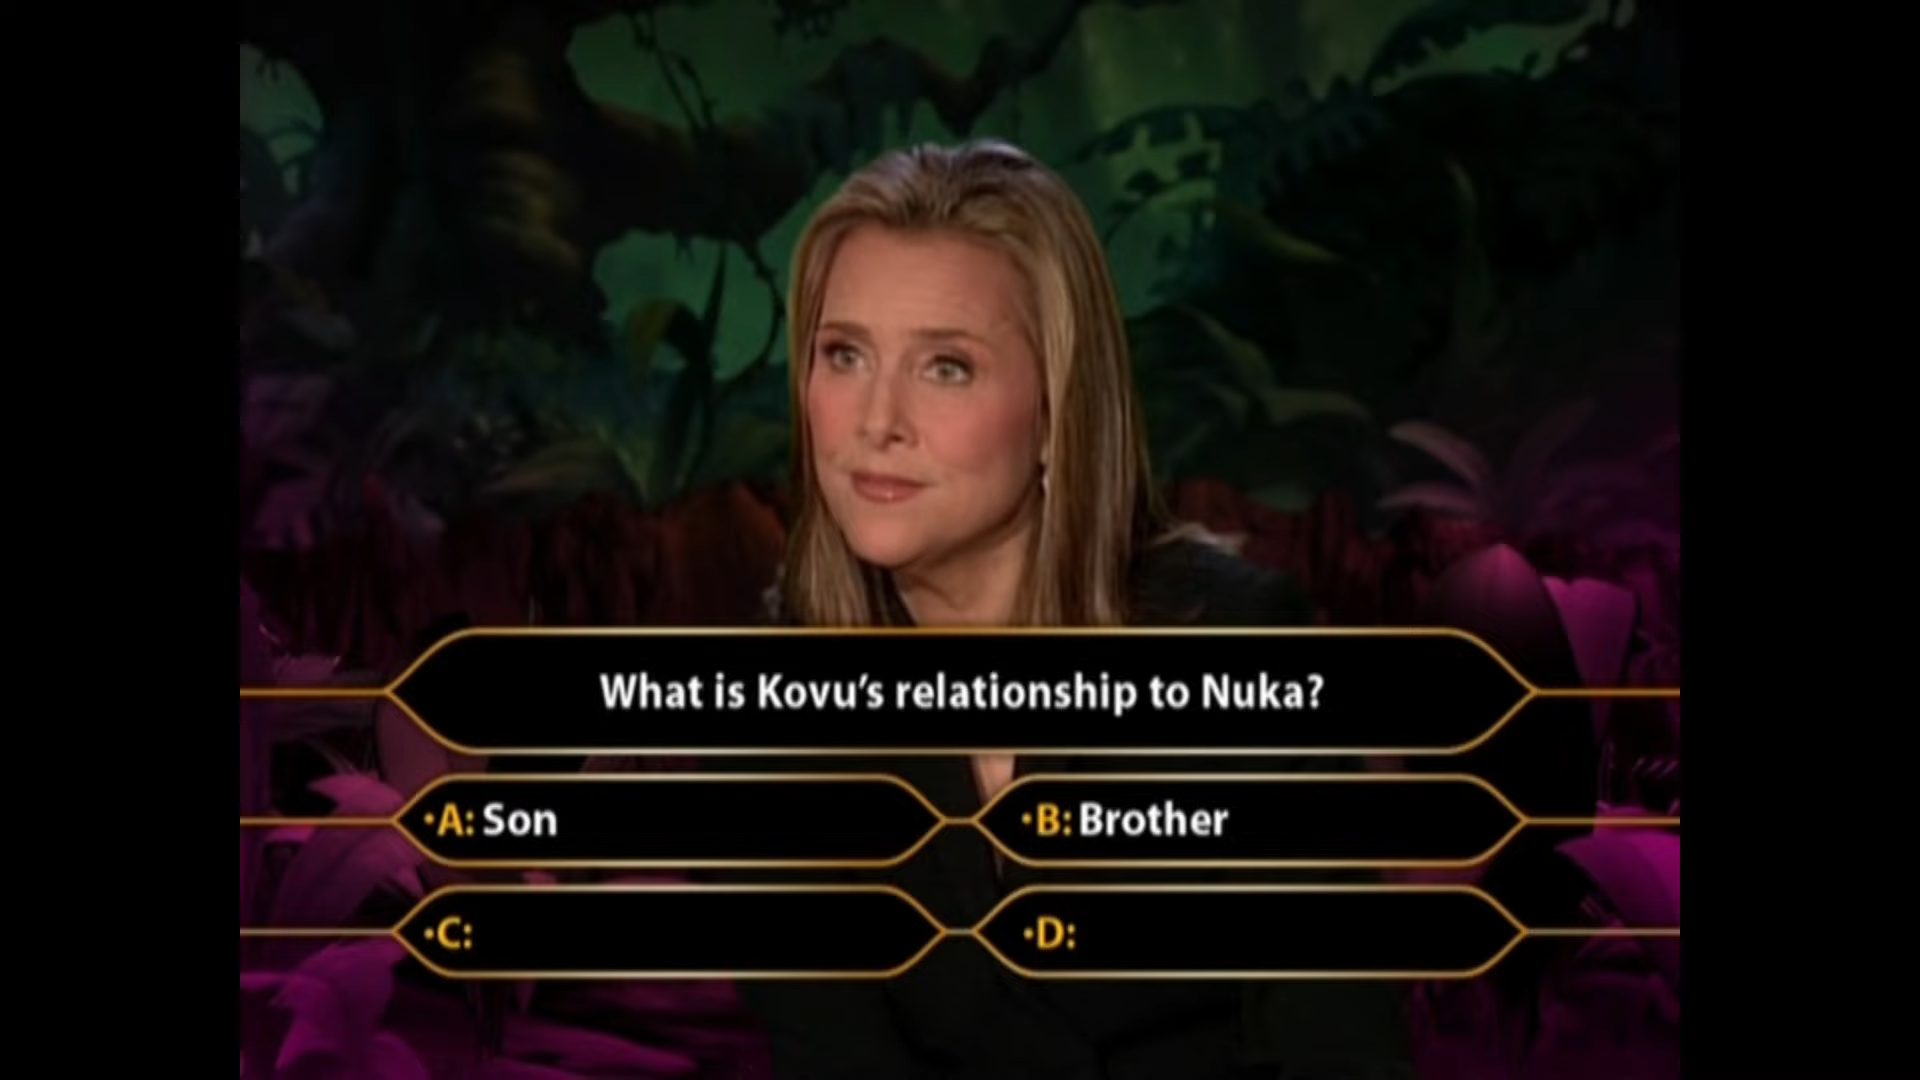 What is Kovu's relationship to Nuka?
•A: Son
•B: Brother
•C:
•D: